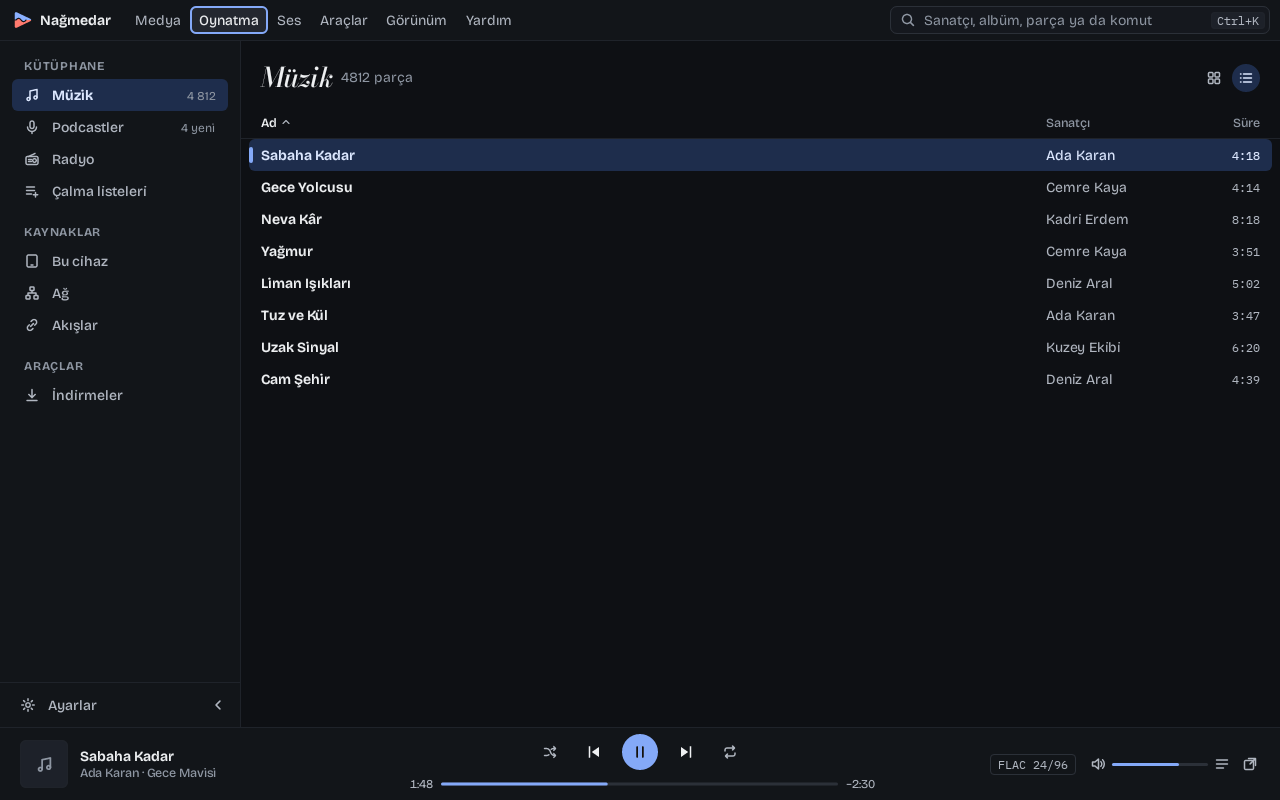 Nağmedar Medya Oynatma Ses Araçlar Görünüm Yardım Sanatçı, albüm, parça ya da komut Ctrl+K
KÜTÜPHANE
Müzik 4 812
Podcastler 4 yeni
Radyo
Çalma listeleri
KAYNAKLAR
Bu cihaz
Ağ
Akışlar
ARAÇLAR
İndirmeler
Ayarlar
Müzik 4812 parça
Ad Sanatçı Süre
Sabaha Kadar Ada Karan 4:18
Gece Yolcusu Cemre Kaya 4:14
Neva Kâr Kadri Erdem 8:18
Yağmur Cemre Kaya 3:51
Liman Işıkları Deniz Aral 5:02
Tuz ve Kül Ada Karan 3:47
Uzak Sinyal Kuzey Ekibi 6:20
Cam Şehir Deniz Aral 4:39
Sabaha Kadar
Ada Karan · Gece Mavisi
1:48 −2:30
FLAC 24/96